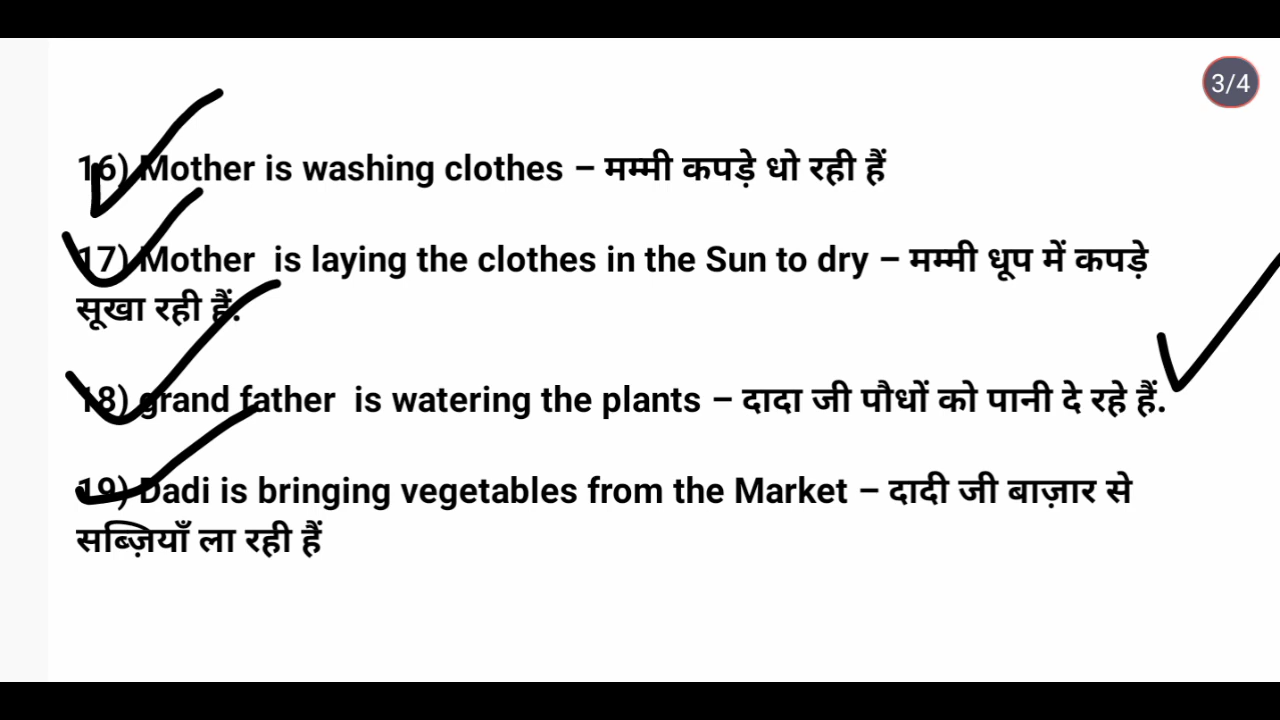 3/4
16) Mother is washing clothes – मम्मी कपड़े धो रही हैं
17) Mother is laying the clothes in the Sun to dry – मम्मी धूप में कपड़े
सूखा रही हैं.
18) grand father is watering the plants – दादा जी पौधों को पानी दे रहे हैं.
19) Dadi is bringing vegetables from the Market – दादी जी बाज़ार से
सब्ज़ियाँ ला रही हैं